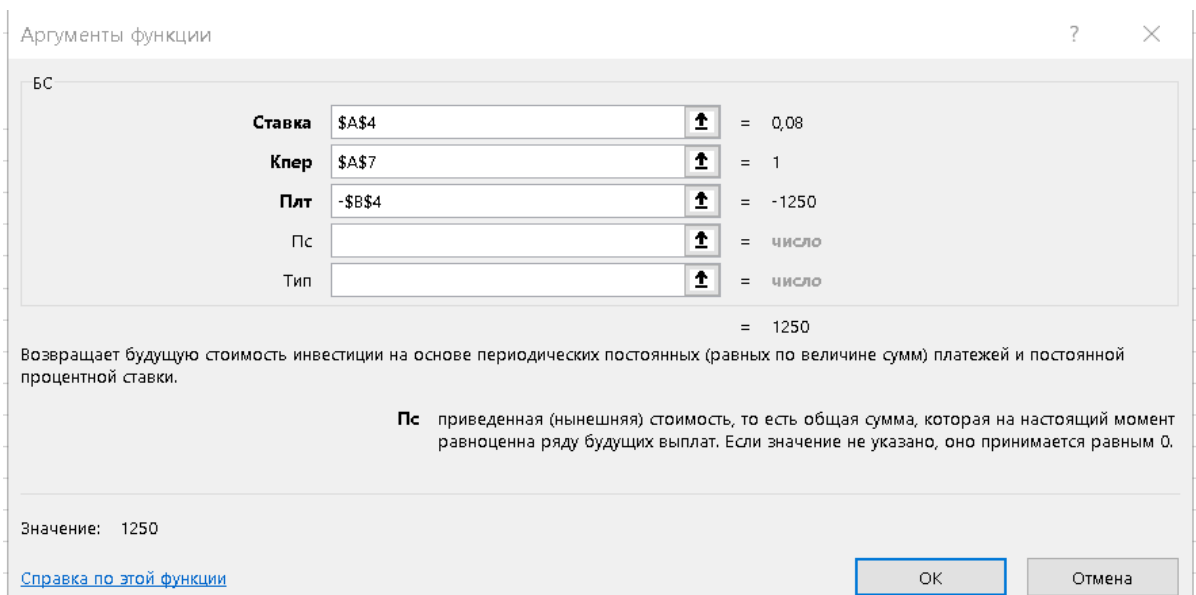 Аргументы функции ?
БС
Ставка $A$4 = 0,08
Кпер $A$7 = 1
Плт -$B$4 = -1250
Пс = число
Тип = число
= 1250
Возвращает будущую стоимость инвестиции на основе периодических постоянных (равных по величине сумм) платежей и постоянной
процентной ставки.
Пс приведенная (нынешняя) стоимость, то есть общая сумма, которая на настоящий момент
равноценна ряду будущих выплат. Если значение не указано, оно принимается равным 0.
Значение: 1250
Справка по этой функции ОК Отмена